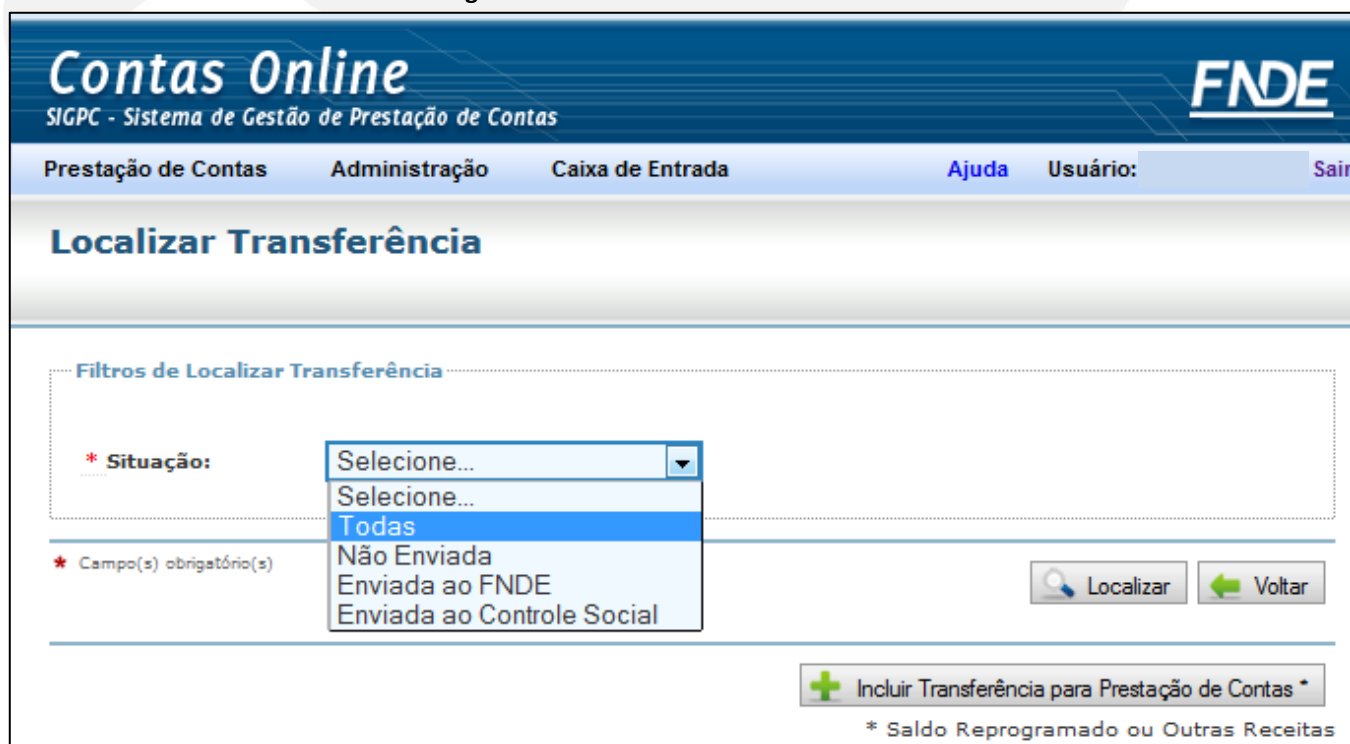 Contas Online
FNDE
SIGPC - Sistema de Gestão de Prestação de Contas
Prestação de Contas Administração Caixa de Entrada Ajuda Usuário: Sair
Localizar Transferência
Filtros de Localizar Transferência
* Situação: Selecione...
Selecione...
Todas
Não Enviada
Enviada ao FNDE
Enviada ao Controle Social
* Campo(s) obrigatório(s)
Localizar Voltar
Incluir Transferência para Prestação de Contas *
* Saldo Reprogramado ou Outras Receitas